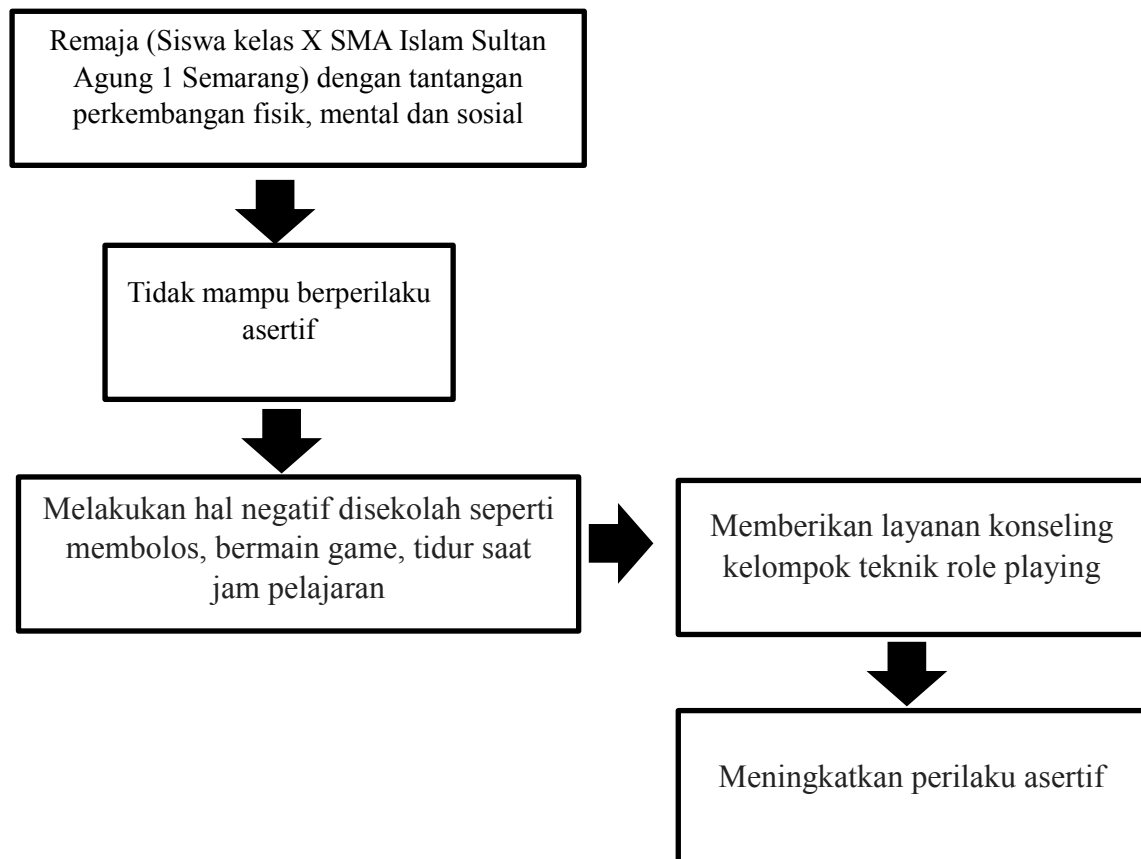 Remaja (Siswa kelas X SMA Islam Sultan
Agung 1 Semarang) dengan tantangan
perkembangan fisik, mental dan sosial
Tidak mampu berperilaku
asertif
Melakukan hal negatif disekolah seperti
membolos, bermain game, tidur saat
jam pelajaran
Memberikan layanan konseling
kelompok teknik role playing
Meningkatkan perilaku asertif